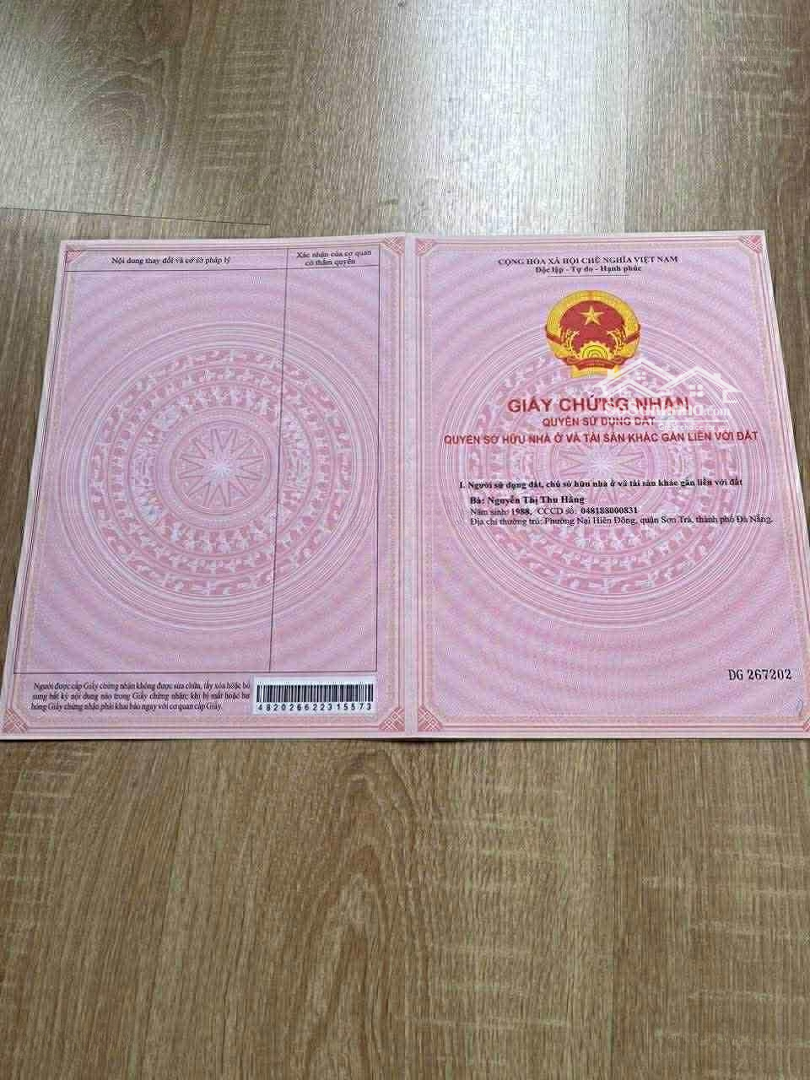 Nội dung thay đổi và cơ sở pháp lý
Xác nhận của cơ quan
có thẩm quyền
Người được cấp Giấy chứng nhận không được sửa chữa, tẩy xóa hoặc bổ
sung bất kỳ nội dung nào trong Giấy chứng nhận; khi bị mất hoặc hư
hỏng Giấy chứng nhận phải khai báo ngay với cơ quan cấp Giấy.
482026622315573
CỘNG HÒA XÃ HỘI CHỦ NGHĨA VIỆT NAM
Độc lập - Tự do - Hạnh phúc
GIẤY CHỨNG NHẬN
QUYỀN SỬ DỤNG ĐẤT
QUYỀN SỞ HỮU NHÀ Ở VÀ TÀI SẢN KHÁC GẮN LIỀN VỚI ĐẤT
I. Người sử dụng đất, chủ sở hữu nhà ở và tài sản khác gắn liền với đất
Bà: Nguyễn Thị Thu Hằng
Năm sinh: 1988, CCCD số: 048188000831
Địa chỉ thường trú: Phường Nại Hiên Đông, quận Sơn Trà, thành phố Đà Nẵng.
DG 267202